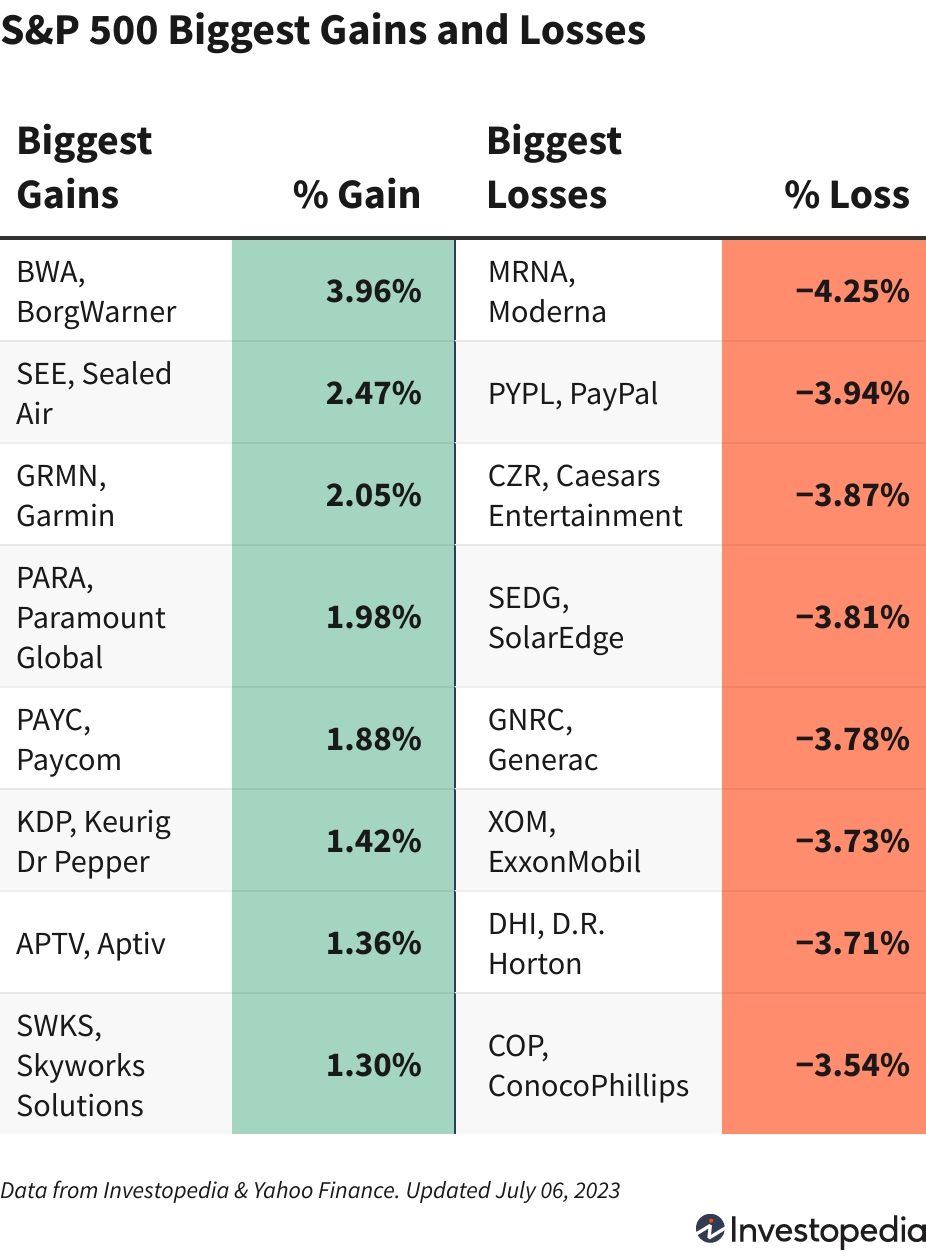 S&P 500 Biggest Gains and Losses
Biggest
Gains
% Gain
Biggest
Losses
% Loss
BWA,
BorgWarner
3.96%
MRNA,
Moderna
−4.25%
SEE, Sealed
Air
2.47%
PYPL, PayPal
−3.94%
GRMN,
Garmin
2.05%
CZR, Caesars
Entertainment
−3.87%
PARA,
Paramount
Global
1.98%
SEDG,
SolarEdge
−3.81%
PAYC,
Paycom
1.88%
GNRC,
Generac
−3.78%
KDP, Keurig
Dr Pepper
1.42%
XOM,
ExxonMobil
−3.73%
APTV, Aptiv
1.36%
DHI, D.R.
Horton
−3.71%
SWKS,
Skyworks
Solutions
1.30%
COP,
ConocoPhillips
−3.54%
Data from Investopedia & Yahoo Finance. Updated July 06, 2023
Investopedia